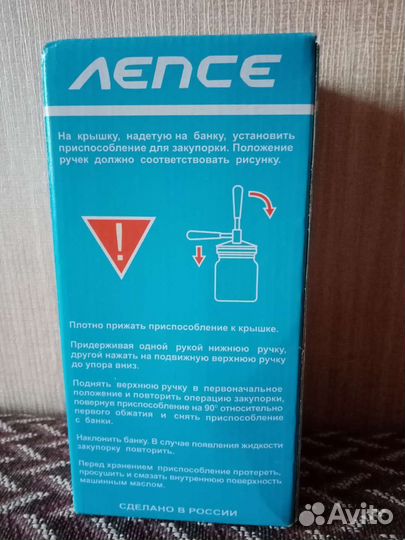 ЛЕПСЕ
На крышку, надетую на банку, установить
приспособление для закупорки. Положение
ручек должно соответствовать рисунку.
!
Плотно прижать приспособление к крышке.
Придерживая одной рукой нижнюю ручку,
другой нажать на подвижную верхнюю ручку
до упора вниз.
Поднять верхнюю ручку в первоначальное
положение и повторить операцию закупорки,
повернув приспособление на 90° относительно
первого обжатия и снять приспособление
с банки.
Наклонить банку. В случае появления жидкости
закупорку повторить.
Перед хранением приспособление протереть,
просушить и смазать внутреннюю поверхность
машинным маслом.
СДЕЛАНО В РОССИИ
Avito